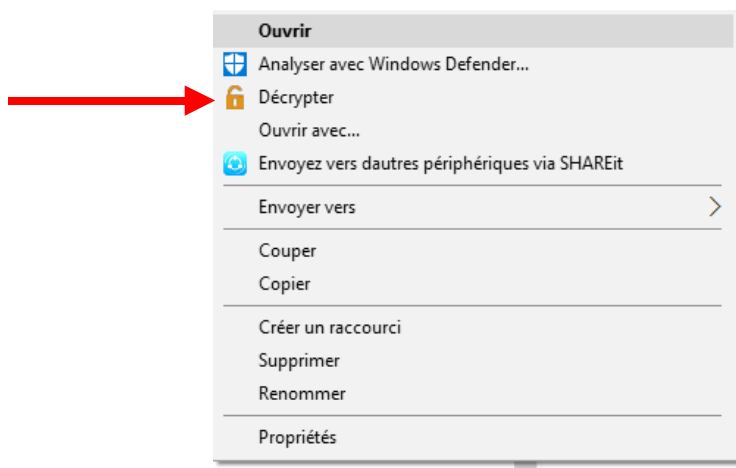 Ouvrir
Analyser avec Windows Defender...
Décrypter
Ouvrir avec...
Envoyez vers dautres périphériques via SHAREit
Envoyer vers
Couper
Copier
Créer un raccourci
Supprimer
Renommer
Propriétés